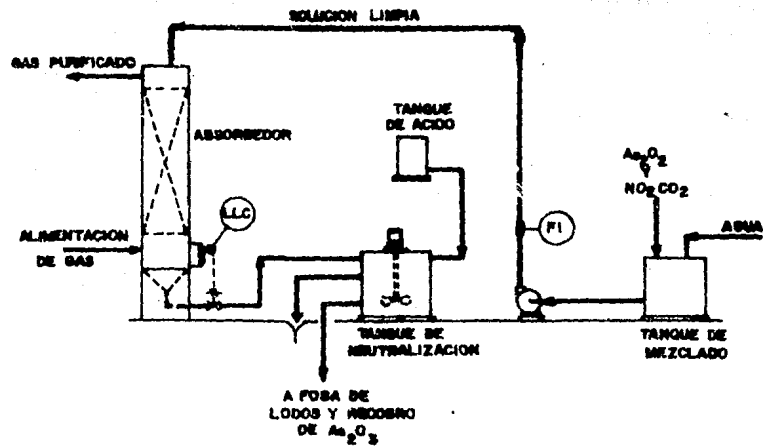 SOLUCION LIMPIA
GAS PURIFICADO
TANQUE
DE ACIDO
ABSORBEDOR
As2O2
Y
NO2CO2
LLC
FI
AGUA
ALIMENTACION
DE GAS
TANQUE DE
NEUTRALIZACION
TANQUE DE
MEZCLADO
A FOSA DE
LODOS Y RECOBRO
DE As2O3